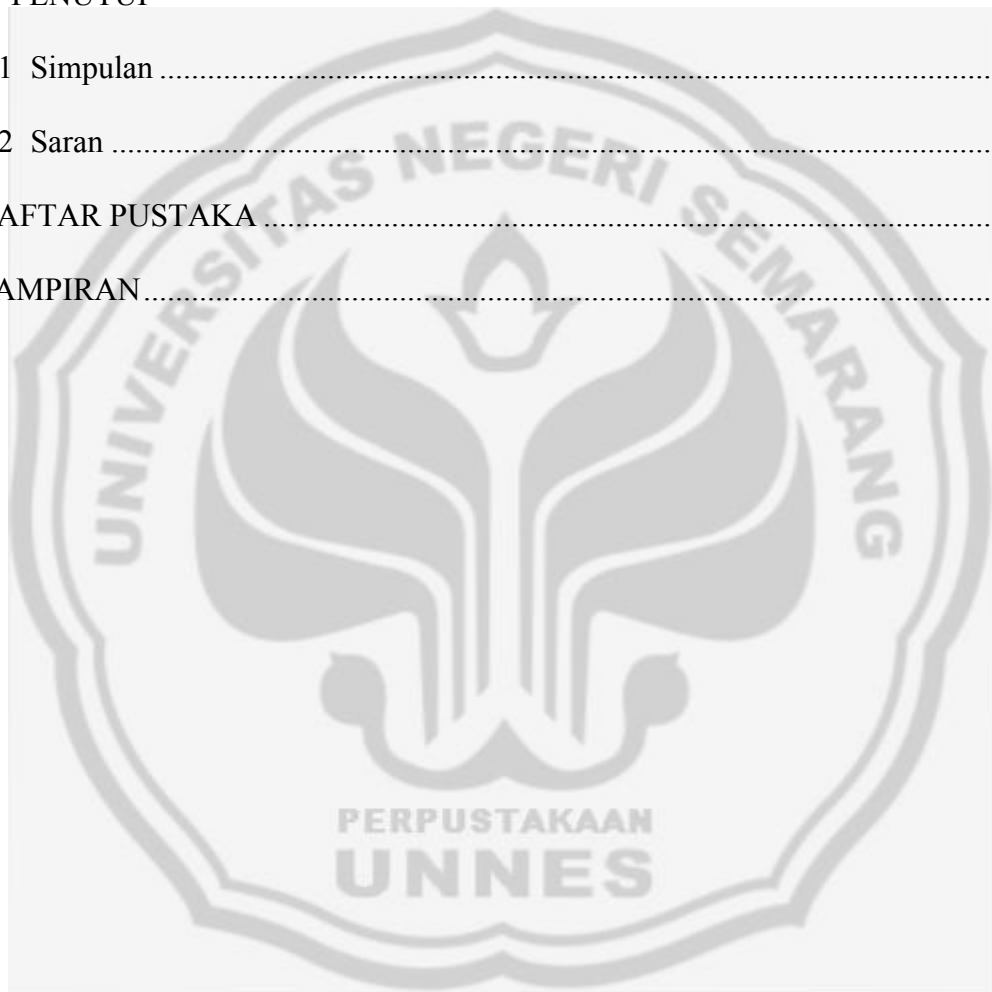 PENUTUP
1 Simpulan ................................................................................................
2 Saran ................................................................................................
AFTAR PUSTAKA ................................................................................................
AMPIRAN ................................................................................................
UNIVERSITAS NEGERI SEMARANG
PERPUSTAKAAN
UNNES